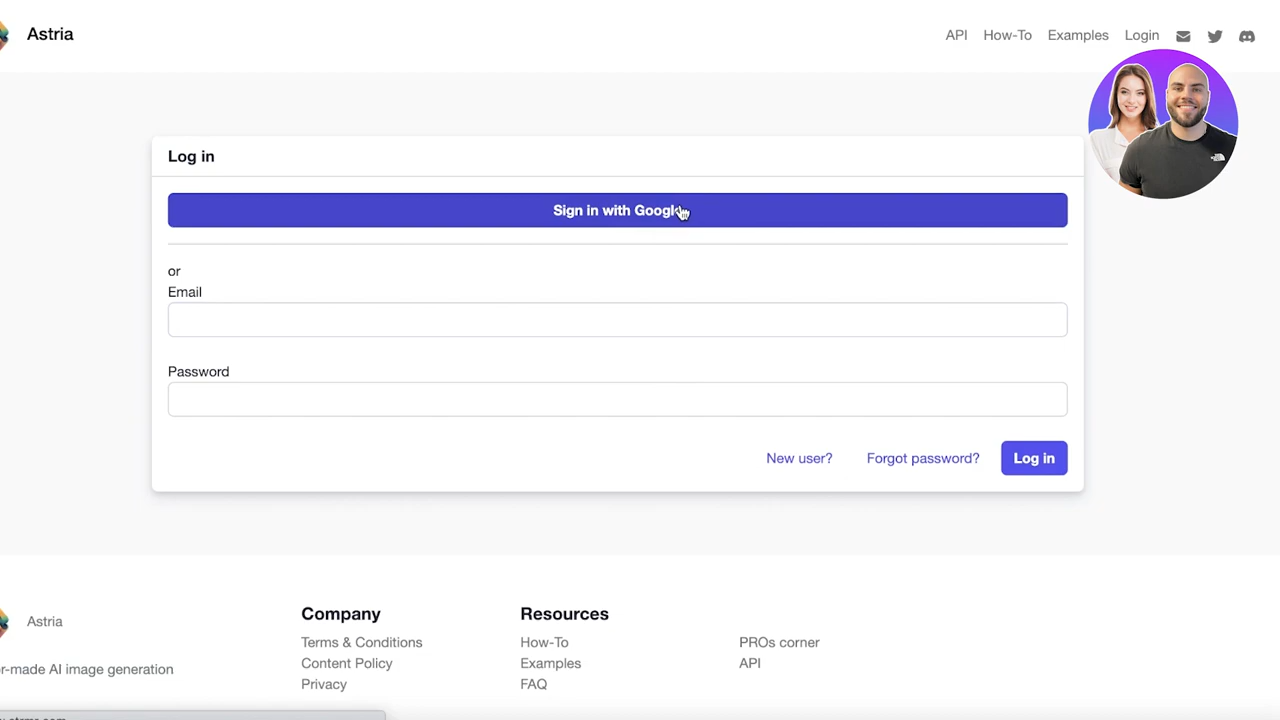 Astria
API How-To Examples Login
Log in
Sign in with Google
or
Email
Password
New user? Forgot password? Log in
Astria
Company
Resources
Terms & Conditions
How-To
PROs corner
r-made AI image generation
Content Policy
Examples
API
Privacy
FAQ